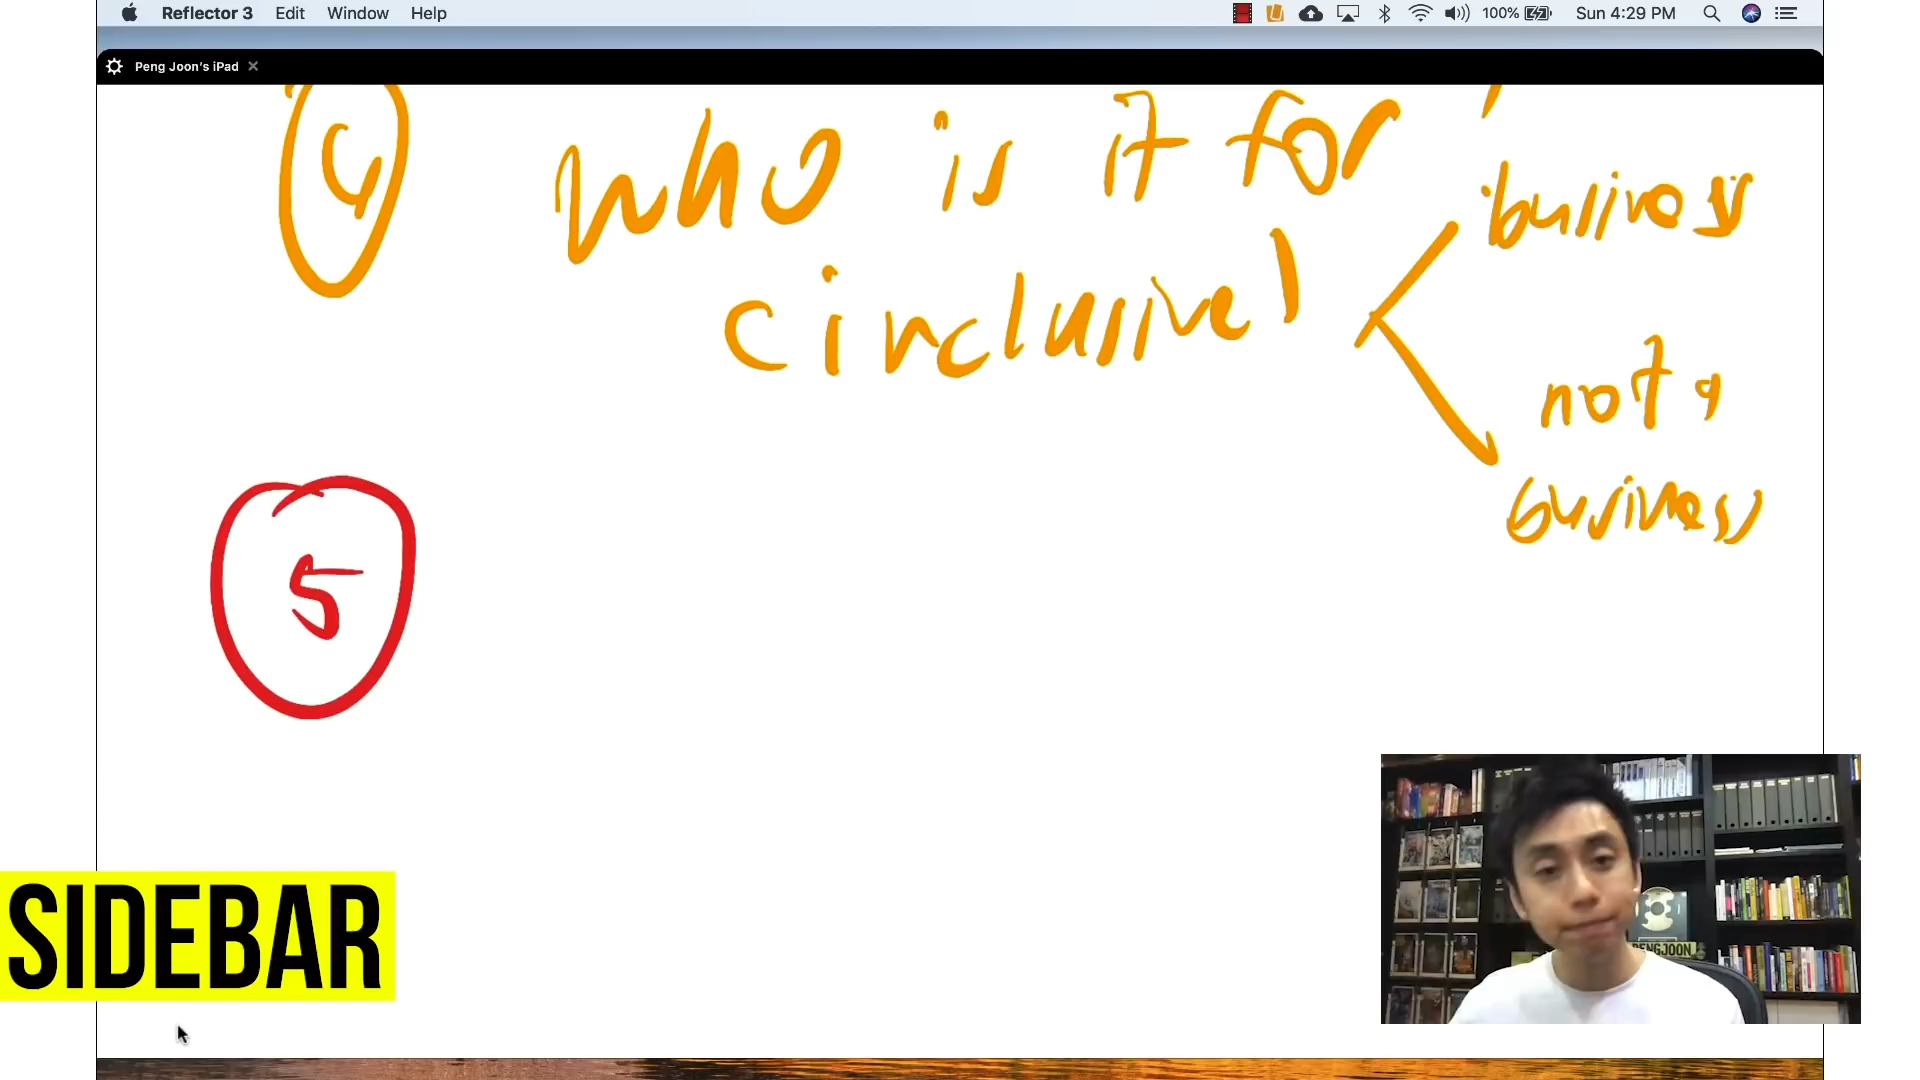 Reflector 3 Edit Window Help 100% Sun 4:29 PM
Peng Joon's iPad
4 who is it for
business
(inclusive)
not a
business
5
PENGJOON
SIDEBAR